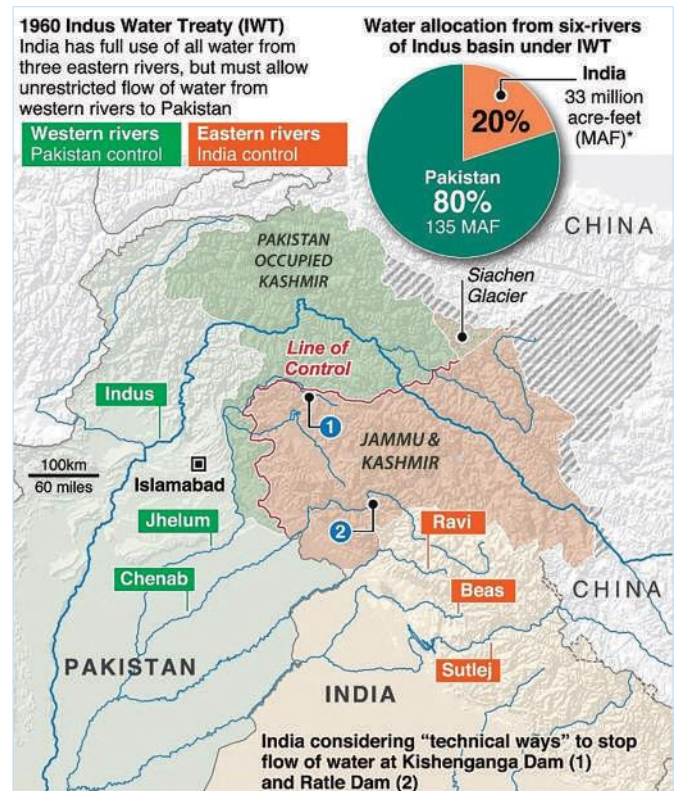 1960 Indus Water Treaty (IWT)
India has full use of all water from
three eastern rivers, but must allow
unrestricted flow of water from
western rivers to Pakistan
Western rivers
Pakistan control
Eastern rivers
India control
Water allocation from six-rivers
of Indus basin under IWT
India
33 million
acre-feet
(MAF)*
20%
Pakistan
80%
135 MAF
CHINA
PAKISTAN
OCCUPIED
KASHMIR
Siachen
Glacier
Line of
Control
Indus
1
JAMMU &
KASHMIR
100km
60 miles
Islamabad
Jhelum
2
Ravi
Chenab
Beas
CHINA
Sutlej
PAKISTAN
INDIA
India considering “technical ways” to stop
flow of water at Kishenganga Dam (1)
and Ratle Dam (2)